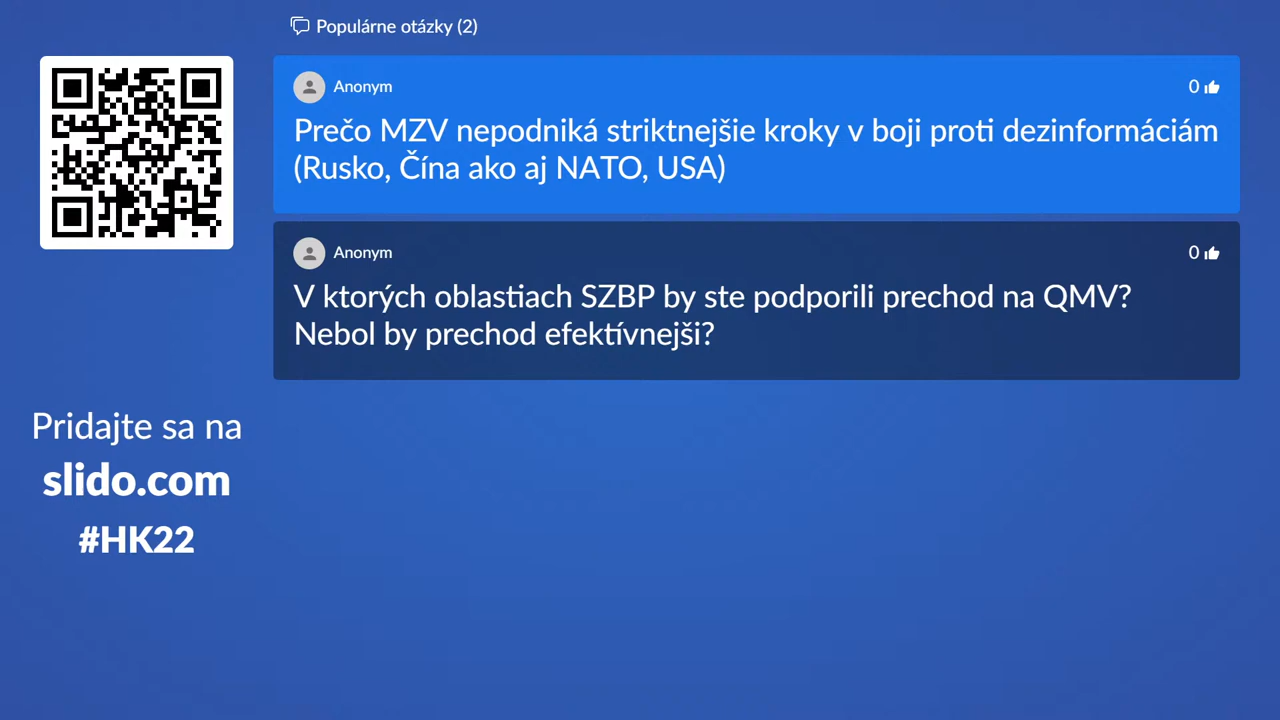 Populárne otázky (2)
Anonym
0
Prečo MZV nepodniká striktnejšie kroky v boji proti dezinformáciám
(Rusko, Čína ako aj NATO, USA)
Anonym
0
V ktorých oblastiach SZBP by ste podporili prechod na QMV?
Nebol by prechod efektívnejši?
Pridajte sa na
slido.com
#HK22